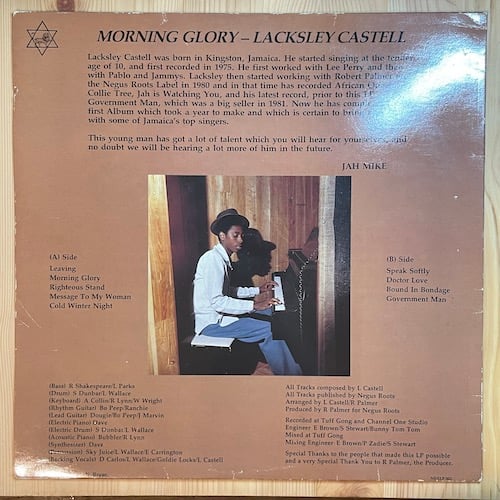 MORNING GLORY – LACKSLEY CASTELL
Lacksley Castell was born in Kingston, Jamaica. He started singing at the tender
age of 10, and first recorded in 1975. He first worked with Lee Perry and then
with Pablo and Jammys. Lacksley then started working with Robert Palmer
the Negus Roots Label in 1980 and in that time has recorded African
Collie Tree, Jah is Watching You, and his latest record, prior to this
Government Man, which was a big seller in 1981. Now he has
first Album which took a year to make and which is certain to
with some of Jamaica's top singers.
This young man has got a lot of talent which you will hear for yourselves, and
no doubt we will be hearing a lot more of him in the future.
JAH MIKE
(A) Side
Leaving
Morning Glory
Righteous Stand
Message To My Woman
Cold Winter Night
(B) Side
Speak Softly
Doctor Love
Bound In Bondage
Government Man
(Bass) R Shakespeare/L Parks
(Drum) S Dunbar/L Wallace
(Keyboard) A Collin/R Lynn/W Wright
(Rhythm Guitar) Bo Peep/Ranchie
(Lead Guitar) Dougie/Bo Peep/J Marvin
(Electric Piano) Dave
(Electric Drum) S Dunbar/L Wallace
(Acoustic Piano) Bubbler/R Lynn
(Synthesizer) Dave
(Percussion) Sky Juice/L Wallace/E Carrington
(Backing Vocals) D Carlos/L Wallace/Goldie Locks/L Castell
All Tracks composed by L Castell
All Tracks published by Negus Roots
Arranged by L Castell/R Palmer
Produced by R Palmer for Negus Roots
Recorded at Tuff Gong and Channel One Studio
Engineer E Brown/S Stewart/Bunny Tom Tom
Mixed at Tuff Gong
Mixing Engineer E Brown/P Zadie/S Stewart
Special Thanks to the people that made this LP possible
and a very Special Thank You to R Palmer, the Producer.